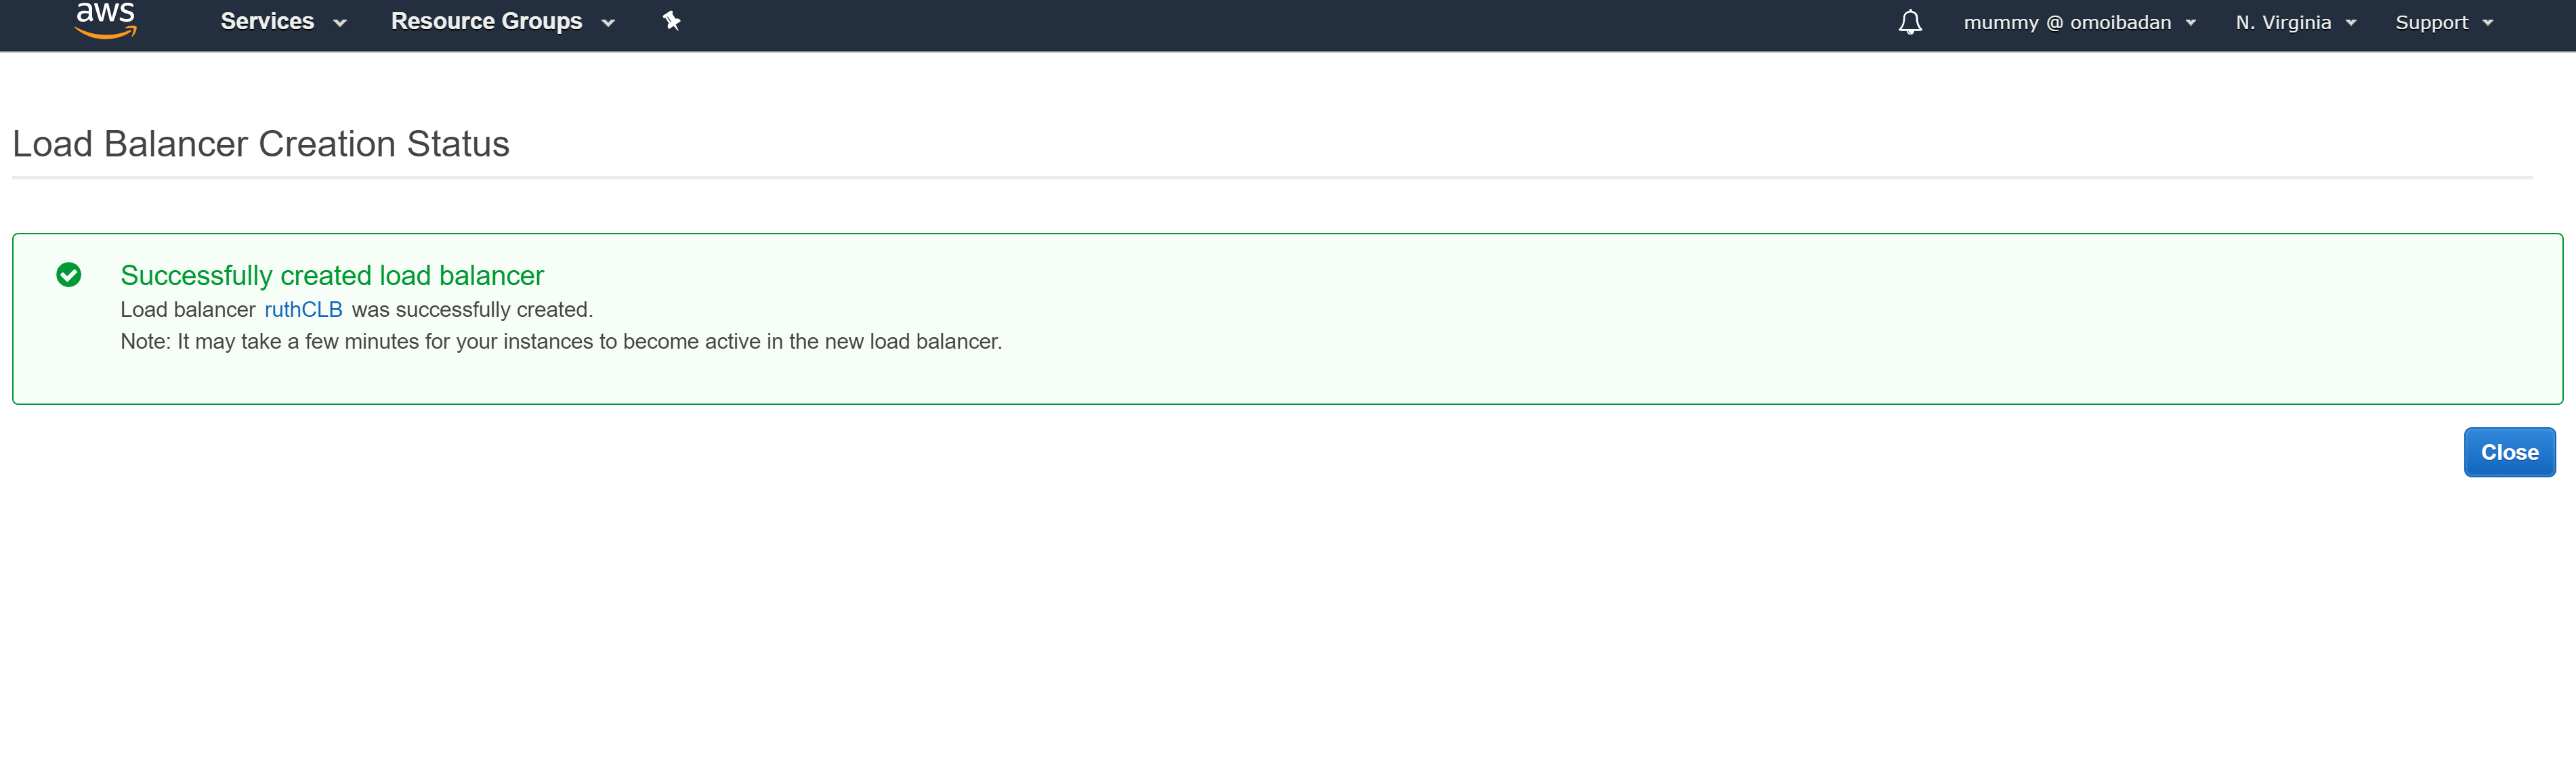 aws Services Resource Groups mummy @ omoibadan N. Virginia Support
Load Balancer Creation Status
Successfully created load balancer
Load balancer ruthCLB was successfully created.
Note: It may take a few minutes for your instances to become active in the new load balancer.
Close